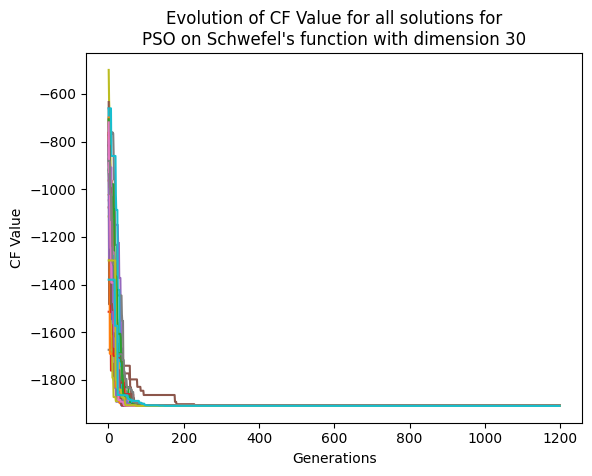 Evolution of CF Value for all solutions for
PSO on Schwefel's function with dimension 30
CF Value
−600
−800
−1000
−1200
−1400
−1600
−1800
0 200 400 600 800 1000 1200
Generations